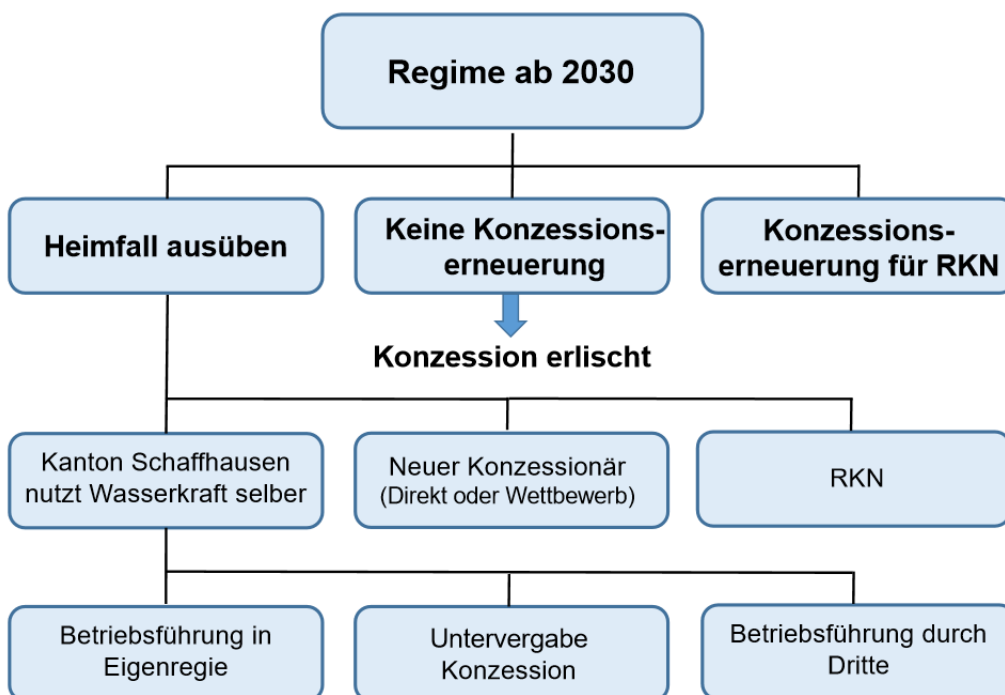 Regime ab 2030
Heimfall ausüben
Keine Konzessions-
erneuerung
Konzessions-
erneuerung für RKN
Konzession erlischt
Kanton Schaffhausen
nutzt Wasserkraft selber
Neuer Konzessionär
(Direkt oder Wettbewerb)
RKN
Betriebsführung in
Eigenregie
Untervergabe
Konzession
Betriebsführung durch
Dritte